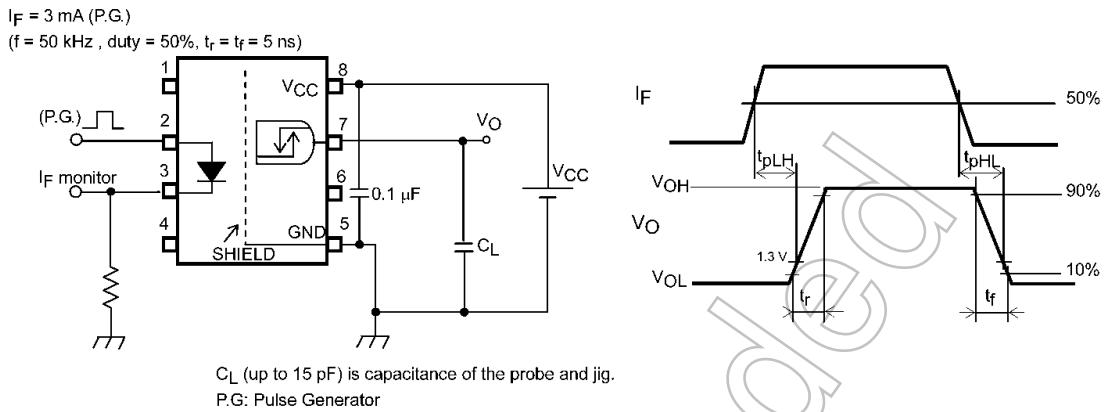 IF = 3 mA (P.G.)
(f = 50 kHz , duty = 50%, tr = tf = 5 ns)
1
8
VCC
(P.G.)
2
7
VO
IF monitor
3
6
0.1 μF
VCC
4
GND
5
SHIELD
CL
CL (up to 15 pF) is capacitance of the probe and jig.
P.G: Pulse Generator
IF
50%
tpLH
tpHL
VOH
90%
VO
1.3 V
VOL
10%
tr
tf
ded